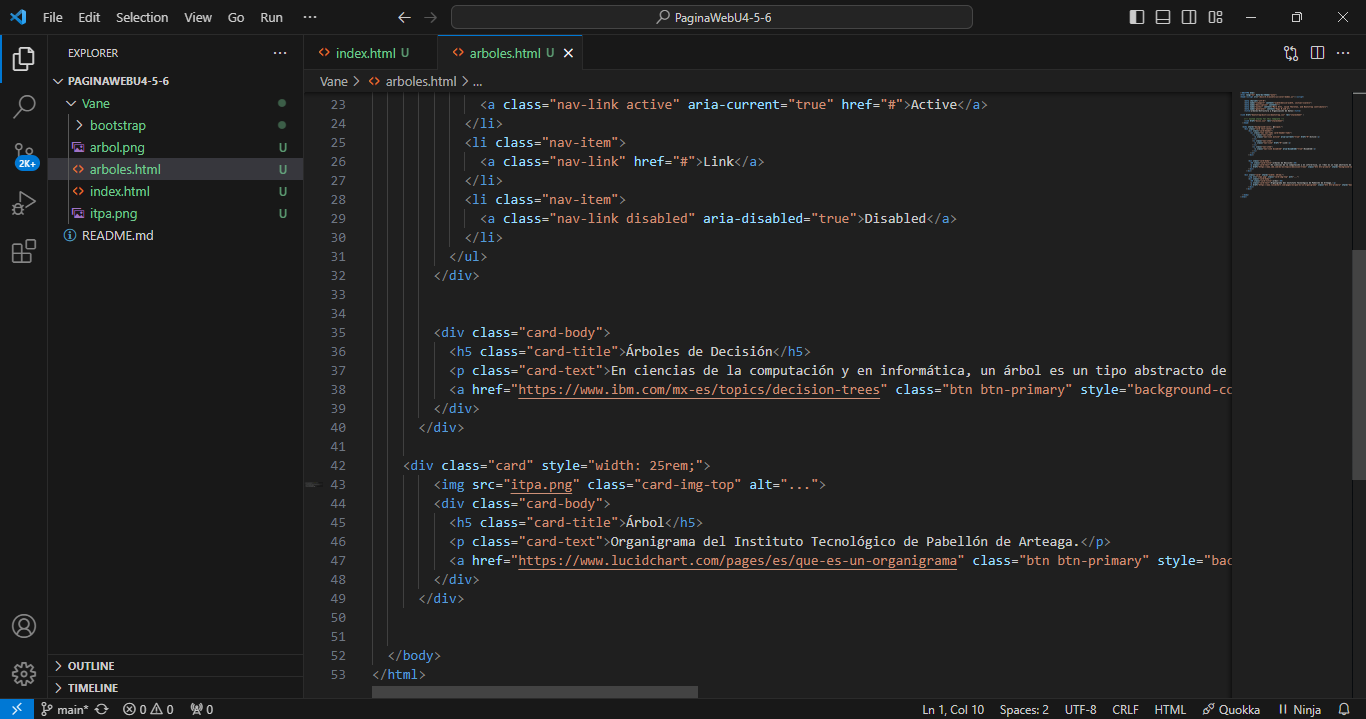 File Edit Selection View Go Run ··· PaginaWebU4-5-6
EXPLORER ···
PAGINAWEBU4-5-6
Vane
bootstrap
arbol.png U
arboles.html U
index.html U
itpa.png U
README.md
2K+
OUTLINE
TIMELINE
index.html U arboles.html U
Vane > arboles.html > ...
23 <a class="nav-link active" aria-current="true" href="#">Active</a>
24 </li>
25 <li class="nav-item">
26 <a class="nav-link" href="#">Link</a>
27 </li>
28 <li class="nav-item">
29 <a class="nav-link disabled" aria-disabled="true">Disabled</a>
30 </li>
31 </ul>
32 </div>
33
34
35 <div class="card-body">
36 <h5 class="card-title">Árboles de Decisión</h5>
37 <p class="card-text">En ciencias de la computación y en informática, un árbol es un tipo abstracto de
38 <a href="https://www.ibm.com/mx-es/topics/decision-trees" class="btn btn-primary" style="background-co
39 </div>
40 </div>
41
42 <div class="card" style="width: 25rem;">
43 <img src="itpa.png" class="card-img-top" alt="...">
44 <div class="card-body">
45 <h5 class="card-title">Árbol</h5>
46 <p class="card-text">Organigrama del Instituto Tecnológico de Pabellón de Arteaga.</p>
47 <a href="https://www.lucidchart.com/pages/es/que-es-un-organigrama" class="btn btn-primary" style="bac
48 </div>
49 </div>
50
51
52 </body>
53 </html>
main* 0 0 0 Ln 1, Col 10 Spaces: 2 UTF-8 CRLF HTML Quokka Ninja